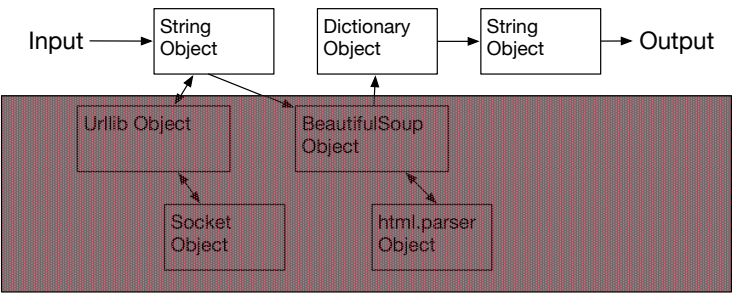 Input
String
Object
Dictionary
Object
String
Object
Output
Urllib Object
BeautifulSoup
Object
Socket
Object
html.parser
Object